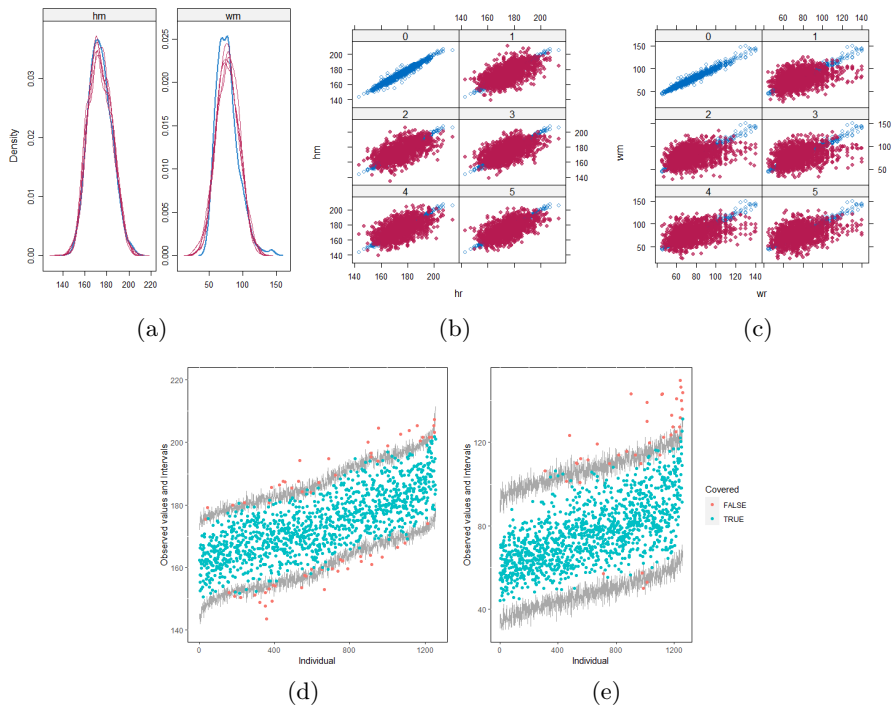 hm
wm
Density
0.00
0.01
0.02
0.03
0.000
0.005
0.010
0.015
0.020
0.025
140 160 180 200 220
50 100 150
(a)
140 160 180 200
0
1
2
3
4
5
hm
200
180
160
140
200
180
160
140
200
180
160
140
140 160 180 200
hr
(b)
40 60 80 100 120 140
0
1
2
3
4
5
wm
150
100
50
150
100
50
150
100
50
40 60 80 100 120 140
wr
(c)
Observed values and Intervals
220
200
180
160
140
0 400 800 1200
Individual
(d)
Observed values and Intervals
120
80
40
0 400 800 1200
Individual
Covered
FALSE
TRUE
(e)